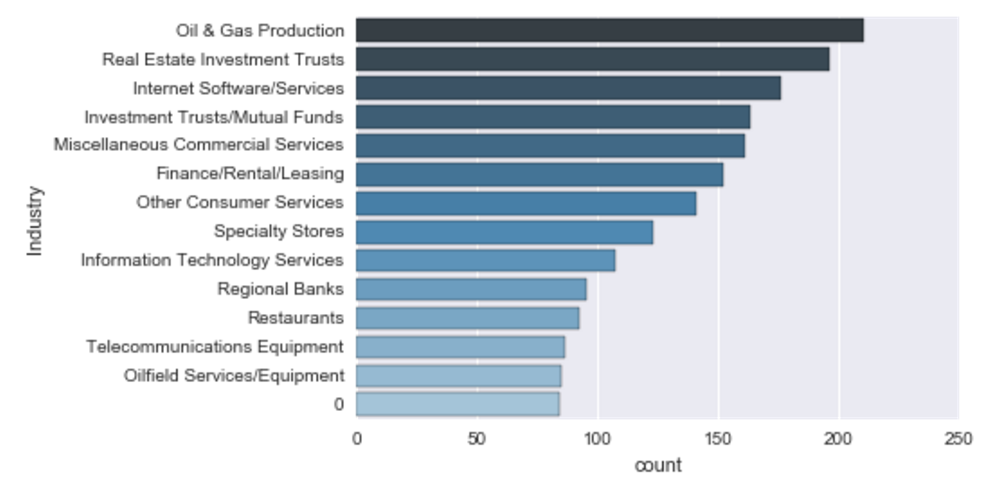 Oil & Gas Production
Real Estate Investment Trusts
Internet Software/Services
Investment Trusts/Mutual Funds
Miscellaneous Commercial Services
Finance/Rental/Leasing
Other Consumer Services
Specialty Stores
Information Technology Services
Regional Banks
Restaurants
Telecommunications Equipment
Oilfield Services/Equipment
0
Industry
0 50 100 150 200 250
count